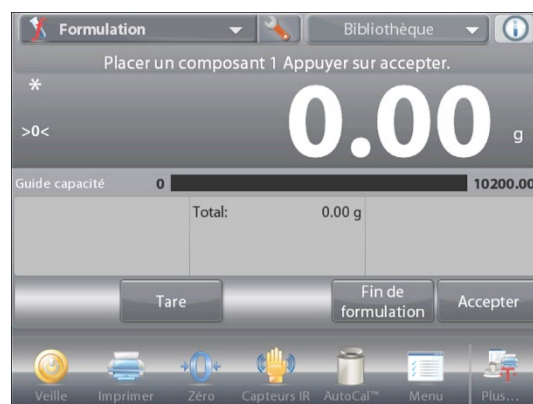 Formulation Bibliothèque
Placer un composant 1 Appuyer sur accepter.
*
>0< 0.00 g
Guide capacité 0 10200.00
Total: 0.00 g
Tare Fin de formulation Accepter
Veille Imprimer Zéro Capteurs IR AutoCal™ Menu Plus...